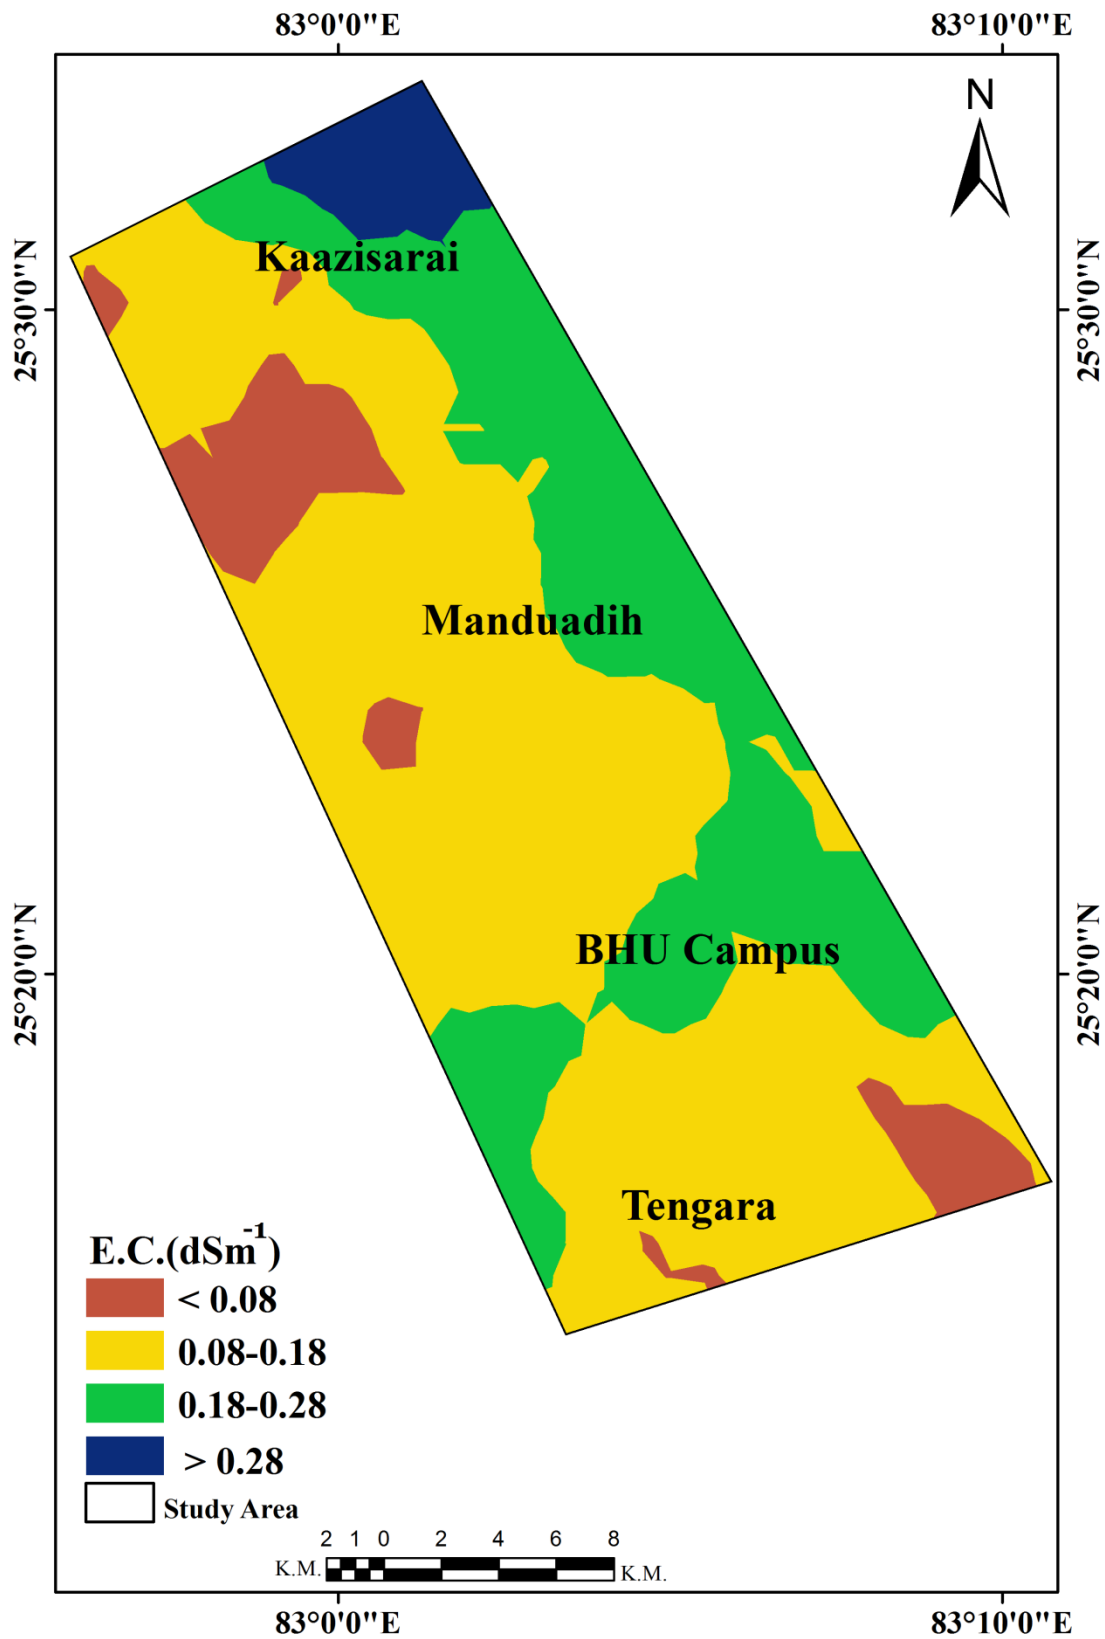 83°0'0"E 83°10'0"E
N
25°30'0"N 25°30'0"N
Kaazisarai
Manduadih
25°20'0"N 25°20'0"N
BHU Campus
Tengara
E.C.(dSm-1)
< 0.08
0.08-0.18
0.18-0.28
> 0.28
Study Area
2 1 0 2 4 6 8
K.M. K.M.
83°0'0"E 83°10'0"E